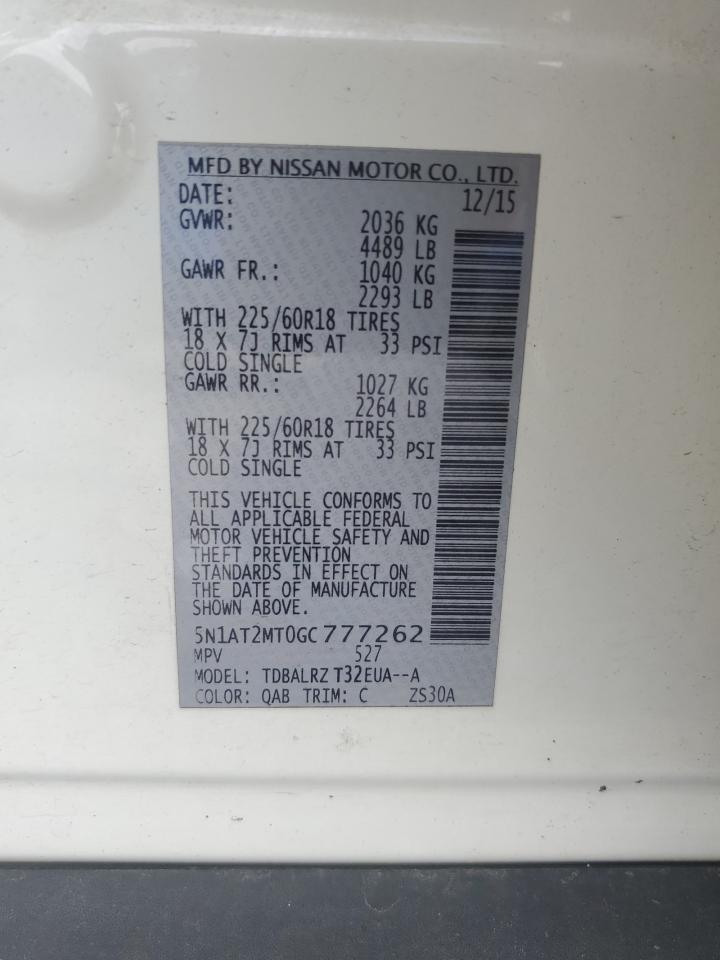 MFD BY NISSAN MOTOR CO., LTD.
DATE: 12/15
GVWR: 2036 KG
4489 LB
GAWR FR.: 1040 KG
2293 LB
WITH 225/60R18 TIRES
18 X 7J RIMS AT 33 PSI
COLD SINGLE
GAWR RR.: 1027 KG
2264 LB
WITH 225/60R18 TIRES
18 X 7J RIMS AT 33 PSI
COLD SINGLE
THIS VEHICLE CONFORMS TO
ALL APPLICABLE FEDERAL
MOTOR VEHICLE SAFETY AND
THEFT PREVENTION
STANDARDS IN EFFECT ON
THE DATE OF MANUFACTURE
SHOWN ABOVE.
5N1AT2MT0GC777262
MPV 527
MODEL: TDBALRZ T32EUA--A
COLOR: QAB TRIM: C ZS30A